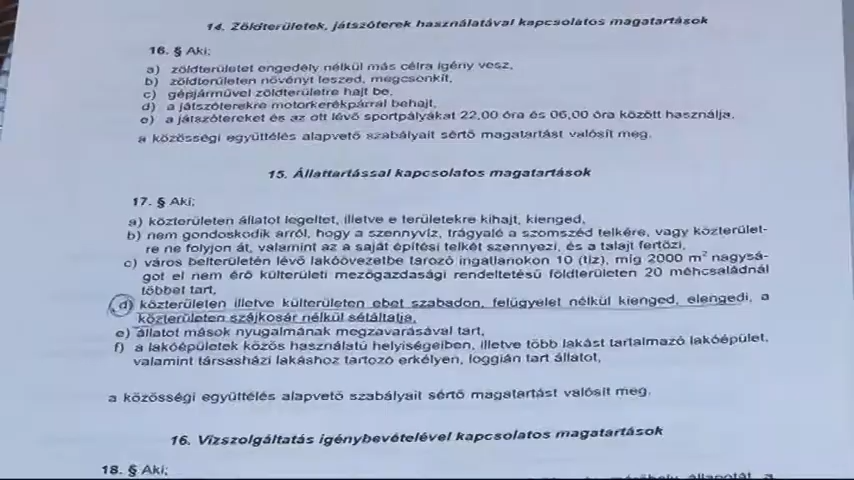 14. Zöldterületek, játszóterek használatával kapcsolatos magatartások
16. § Aki:
a) zöldterületet engedély nélkül más célra igény vesz,
b) zöldterületen növényt leszed, megcsonkít,
c) gépjárművel zöldterületre hajt be,
d) a játszóterekre motorkerékpárral behajt,
e) a játszótereket és az ott lévő sportpályákat 22,00 óra és 06,00 óra között használja,
a közösségi együttélés alapvető szabályait sértő magatartást valósít meg.
15. Állattartással kapcsolatos magatartások
17. § Aki:
a) közterületen állatot legeltet, illetve e területekre kihajt, kienged,
b) nem gondoskodik arról, hogy a szennyvíz, trágyalé a szomszéd telkére, vagy közterület-
re ne folyjon át, valamint az a saját építési telkét szennyezi, és a talajt fertőzi,
c) város belterületén lévő lakóövezetbe tarozó ingatlanokon 10 (tíz), míg 2000 m² nagysá-
got el nem érő külterületi mezőgazdasági rendeltetésű földterületen 20 méhcsaládnál
többet tart,
d) közterületen illetve külterületen ebet szabadon, felügyelet nélkül kienged, elengedi, a
közterületen szájkosár nélkül sétáltatja,
e) állatot mások nyugalmának megzavarásával tart,
f) a lakóépületek közös használatú helyiségeiben, illetve több lakást tartalmazó lakóépület,
valamint társasházi lakáshoz tartozó erkélyen, loggián tart állatot,
a közösségi együttélés alapvető szabályait sértő magatartást valósít meg.
16. Vízszolgáltatás igénybevételével kapcsolatos magatartások
18. § Aki: